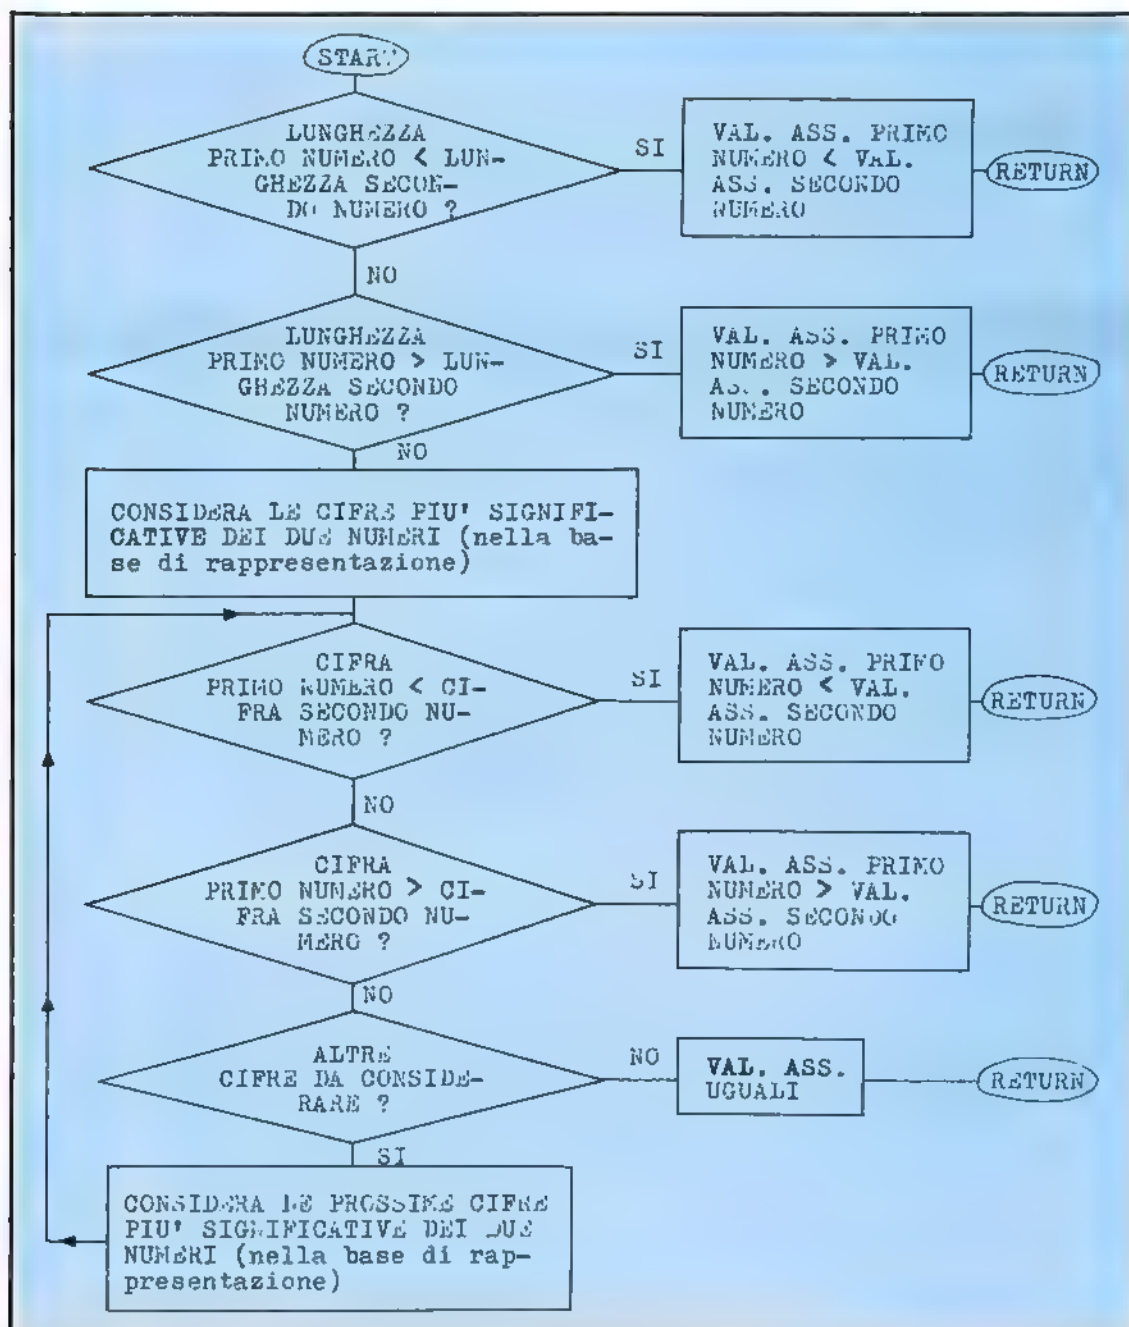 START
LUNGHEZZA
PRIMO NUMERO < LUN-
GHEZZA SECON-
DO NUMERO ?
SI
VAL. ASS. PRIMO
NUMERO < VAL.
ASS. SECONDO
NUMERO
RETURN
NO
LUNGHEZZA
PRIMO NUMERO > LUN-
GHEZZA SECONDO
NUMERO ?
SI
VAL. ASS. PRIMO
NUMERO > VAL.
ASS. SECONDO
NUMERO
RETURN
NO
CONSIDERA LE CIFRE PIU' SIGNIFI-
CATIVE DEI DUE NUMERI (nella ba-
se di rappresentazione)
CIFRA
PRIMO NUMERO < CI-
FRA SECONDO NU-
MERO ?
SI
VAL. ASS. PRIMO
NUMERO < VAL.
ASS. SECONDO
NUMERO
RETURN
NO
CIFRA
PRIMO NUMERO > CI-
FRA SECONDO NU-
MERO ?
SI
VAL. ASS. PRIMO
NUMERO > VAL.
ASS. SECONDO
NUMERO
RETURN
NO
ALTRE
CIFRE DA CONSIDE-
RARE ?
NO
VAL. ASS.
UGUALI
RETURN
SI
CONSIDERA LE PROSSIME CIFRE
PIU' SIGNIFICATIVE DEI DUE
NUMERI (nella base di rap-
presentazione)